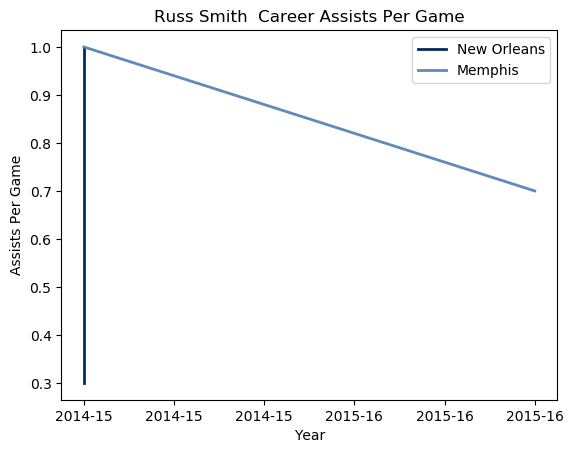 Russ Smith  Career Assists Per Game
New Orleans
Memphis
1.0
0.9
0.8
0.7
0.6
0.5
0.4
0.3
Assists Per Game
2014-15 2014-15 2014-15 2015-16 2015-16 2015-16
Year